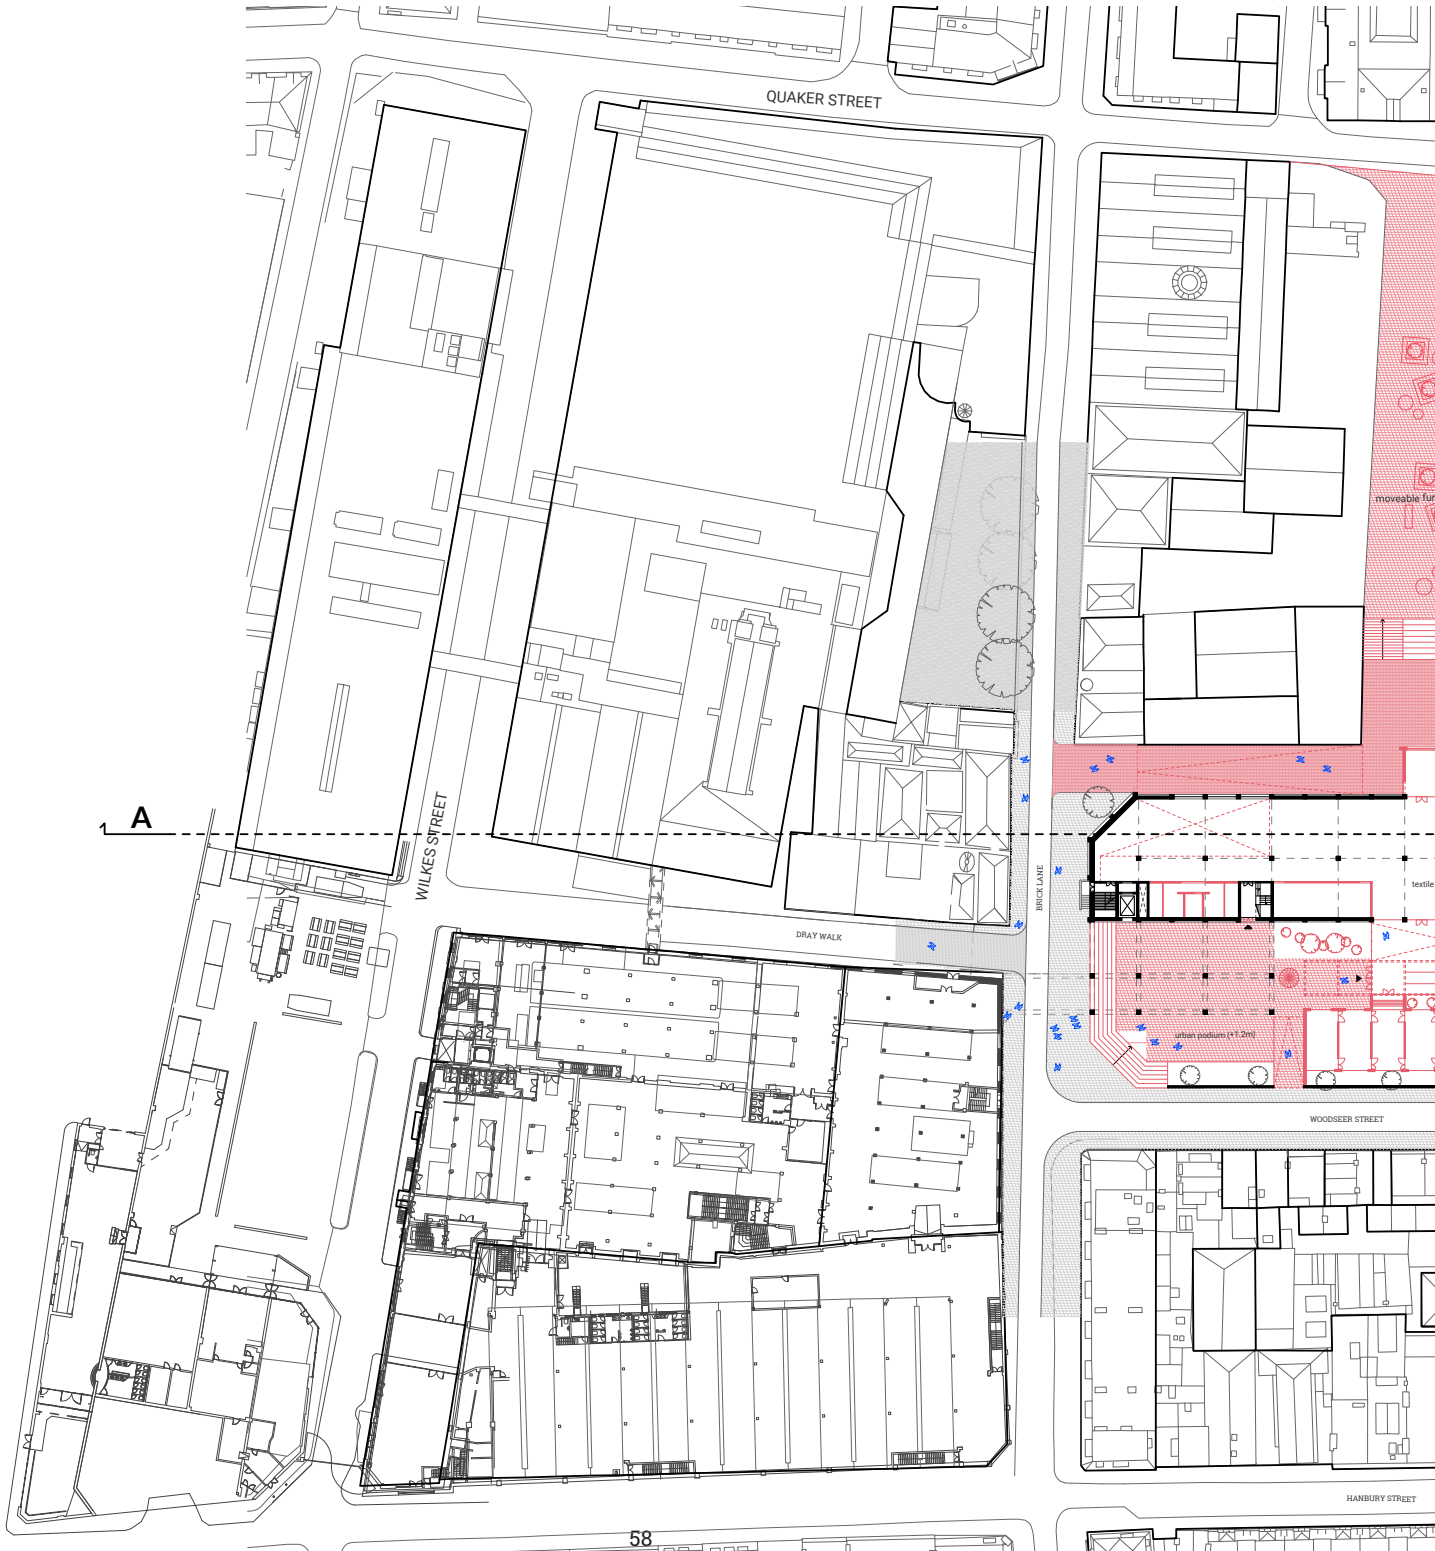 QUAKER STREET
moveable fur
A
WILKES STREET
BRICK LANE
textile
DRAY WALK
urban podium (+1.2m)
WOODSEER STREET
HANBURY STREET
58